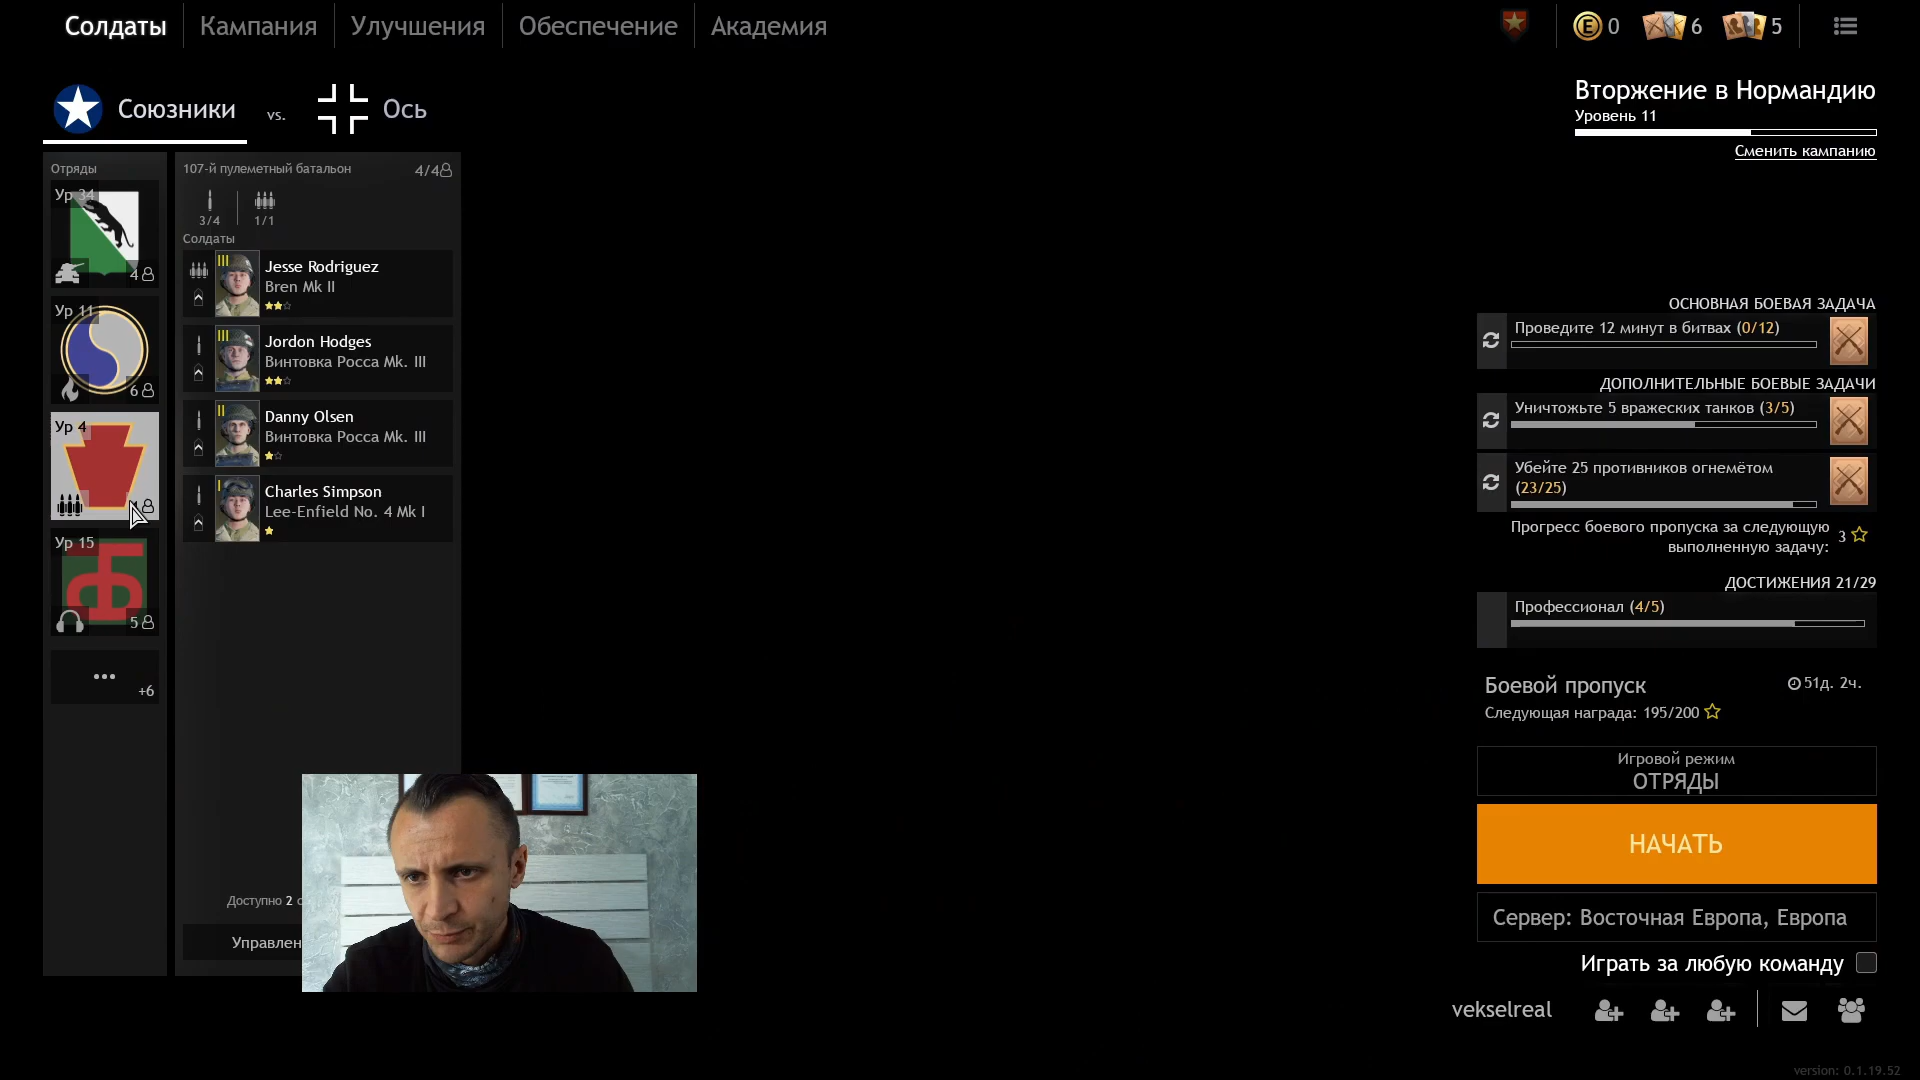 Солдаты
Кампания
Улучшения
Обеспечение
Академия
0
6
5
Союзники
vs.
Ось
Вторжение в Нормандию
Уровень 11
Сменить кампанию
Отряды
Ур 34
4
Ур 11
6
Ур 4
Ур 15
5
...
+6
107-й пулеметный батальон
4/4
3/4
1/1
Солдаты
III
Jesse Rodriguez
Bren Mk II
III
Jordon Hodges
Винтовка Росса Mk. III
II
Danny Olsen
Винтовка Росса Mk. III
I
Charles Simpson
Lee-Enfield No. 4 Mk I
Доступно 2
ОСНОВНАЯ БОЕВАЯ ЗАДАЧА
Проведите 12 минут в битвах (0/12)
ДОПОЛНИТЕЛЬНЫЕ БОЕВЫЕ ЗАДАЧИ
Уничтожьте 5 вражеских танков (3/5)
Убейте 25 противников огнемётом
(23/25)
Прогресс боевого пропуска за следующую
выполненную задачу:
3
ДОСТИЖЕНИЯ 21/29
Профессионал (4/5)
Боевой пропуск
51д. 2ч.
Следующая награда: 195/200
Игровой режим
ОТРЯДЫ
НАЧАТЬ
Сервер: Восточная Европа, Европа
Играть за любую команду
vekselreal
version: 0.1.19.52